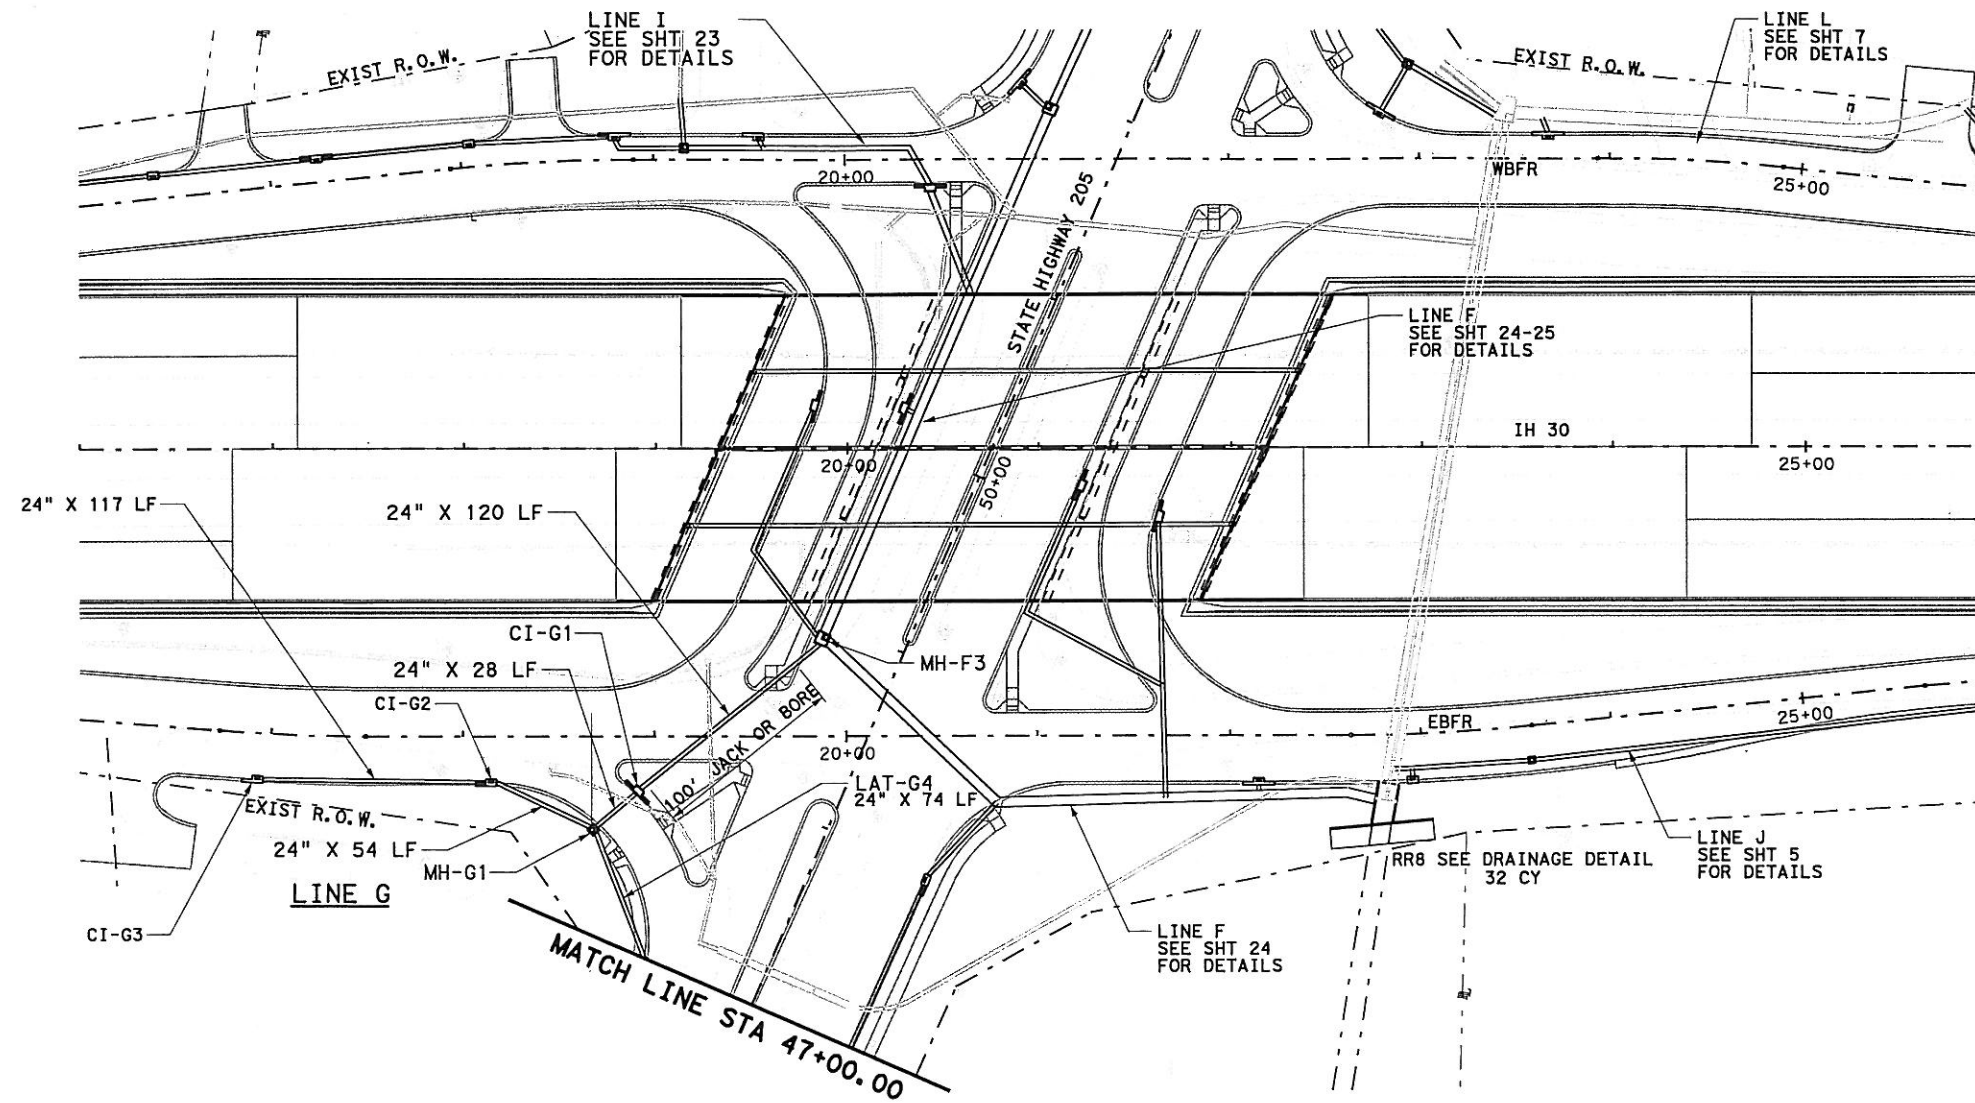 LINE I
SEE SHT 23
FOR DETAILS
LINE L
SEE SHT 7
FOR DETAILS
EXIST R.O.W.
EXIST R.O.W.
20+00
WBFR
25+00
STATE HIGHWAY 205
LINE F
SEE SHT 24-25
FOR DETAILS
IH 30
20+00
50+00
25+00
24" X 117 LF
24" X 120 LF
CI-G1
MH-F3
24" X 28 LF
CI-G2
100' JACK OR BORE
EBFR
25+00
20+00
LAT-G4
24" X 74 LF
EXIST R.O.W.
24" X 54 LF
MH-G1
LINE G
CI-G3
LINE J
SEE SHT 5
FOR DETAILS
RR8 SEE DRAINAGE DETAIL
32 CY
LINE F
SEE SHT 24
FOR DETAILS
MATCH LINE STA 47+00.00